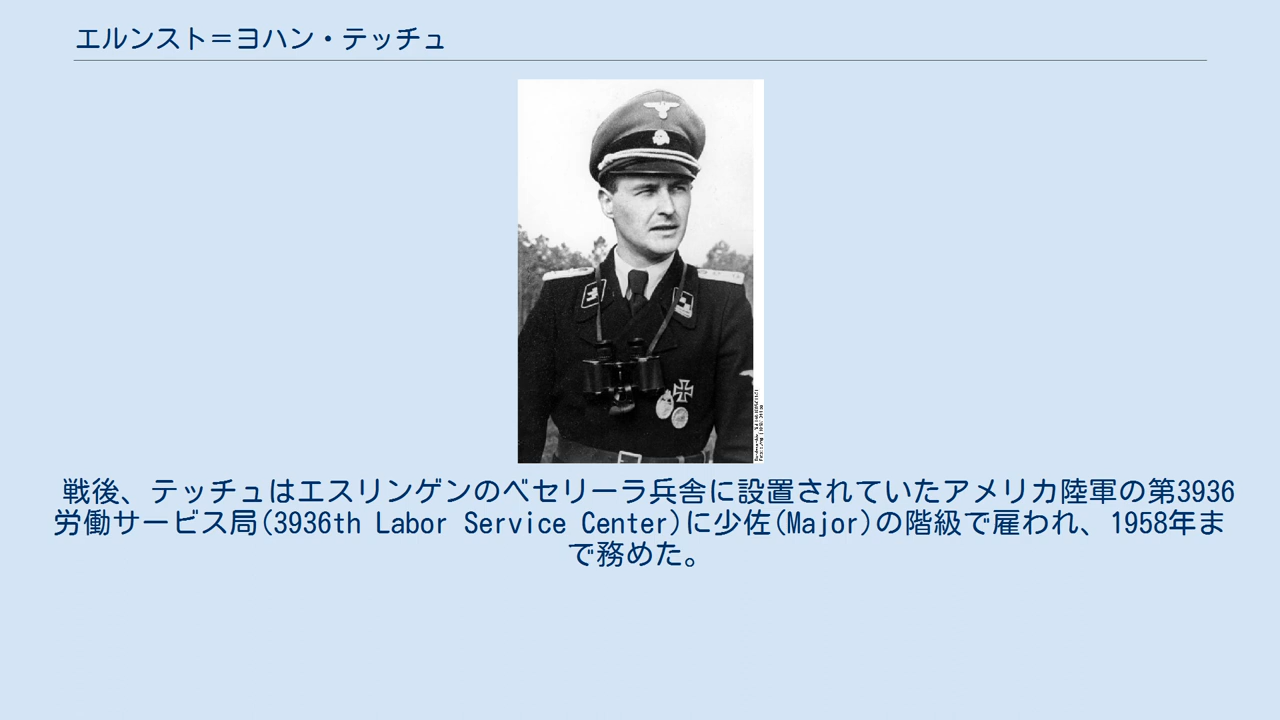 エルンスト＝ヨハン・テッチュ
戦後、テッチュはエスリンゲンのベセリーラ兵舎に設置されていたアメリカ陸軍の第3936
労働サービス局(3936th Labor Service Center)に少佐(Major)の階級で雇われ、1958年ま
で務めた。